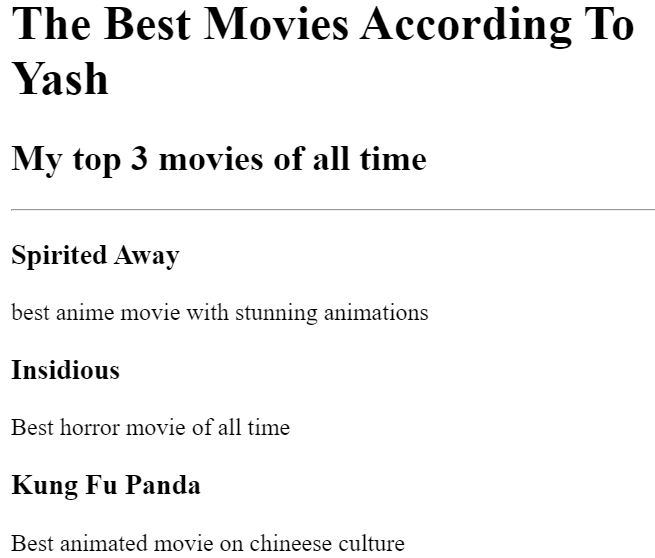 The Best Movies According To
Yash
My top 3 movies of all time
Spirited Away
best anime movie with stunning animations
Insidious
Best horror movie of all time
Kung Fu Panda
Best animated movie on chineese culture